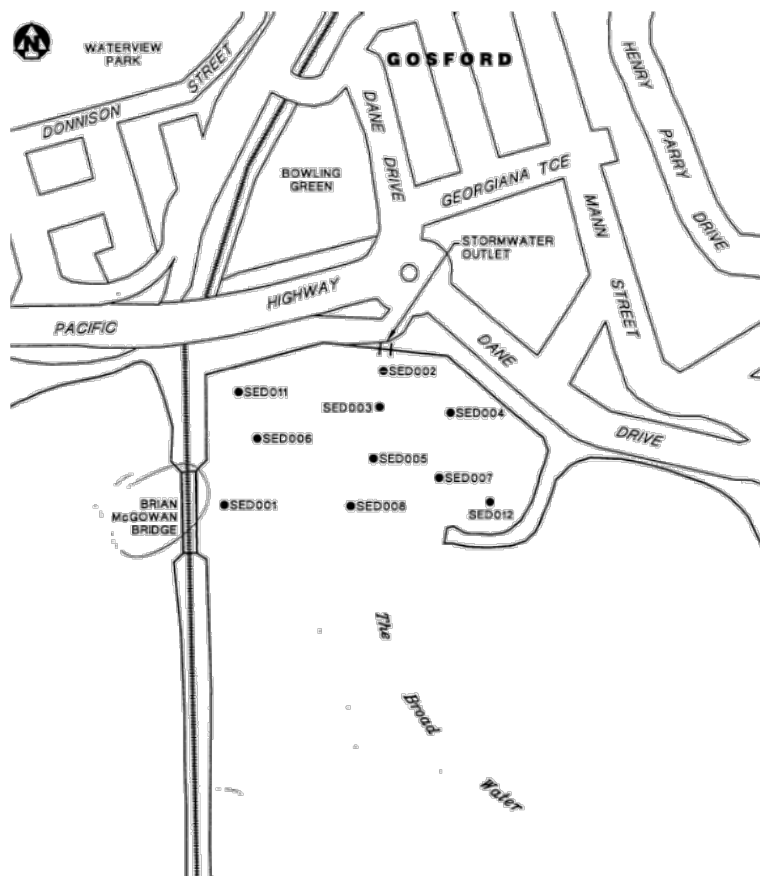 N
WATERVIEW
PARK
STREET
DONNISON
GOSFORD
HENRY
PARRY
DRIVE
DANE
DRIVE
BOWLING
GREEN
GEORGIANA TCE
MANN
STREET
STORMWATER
OUTLET
HIGHWAY
PACIFIC
DANE
DRIVE
SED002
SED011
SED003
SED004
SED006
SED005
SED007
SED001
SED008
SED012
BRIAN
McGOWAN
BRIDGE
The
Broad
Water